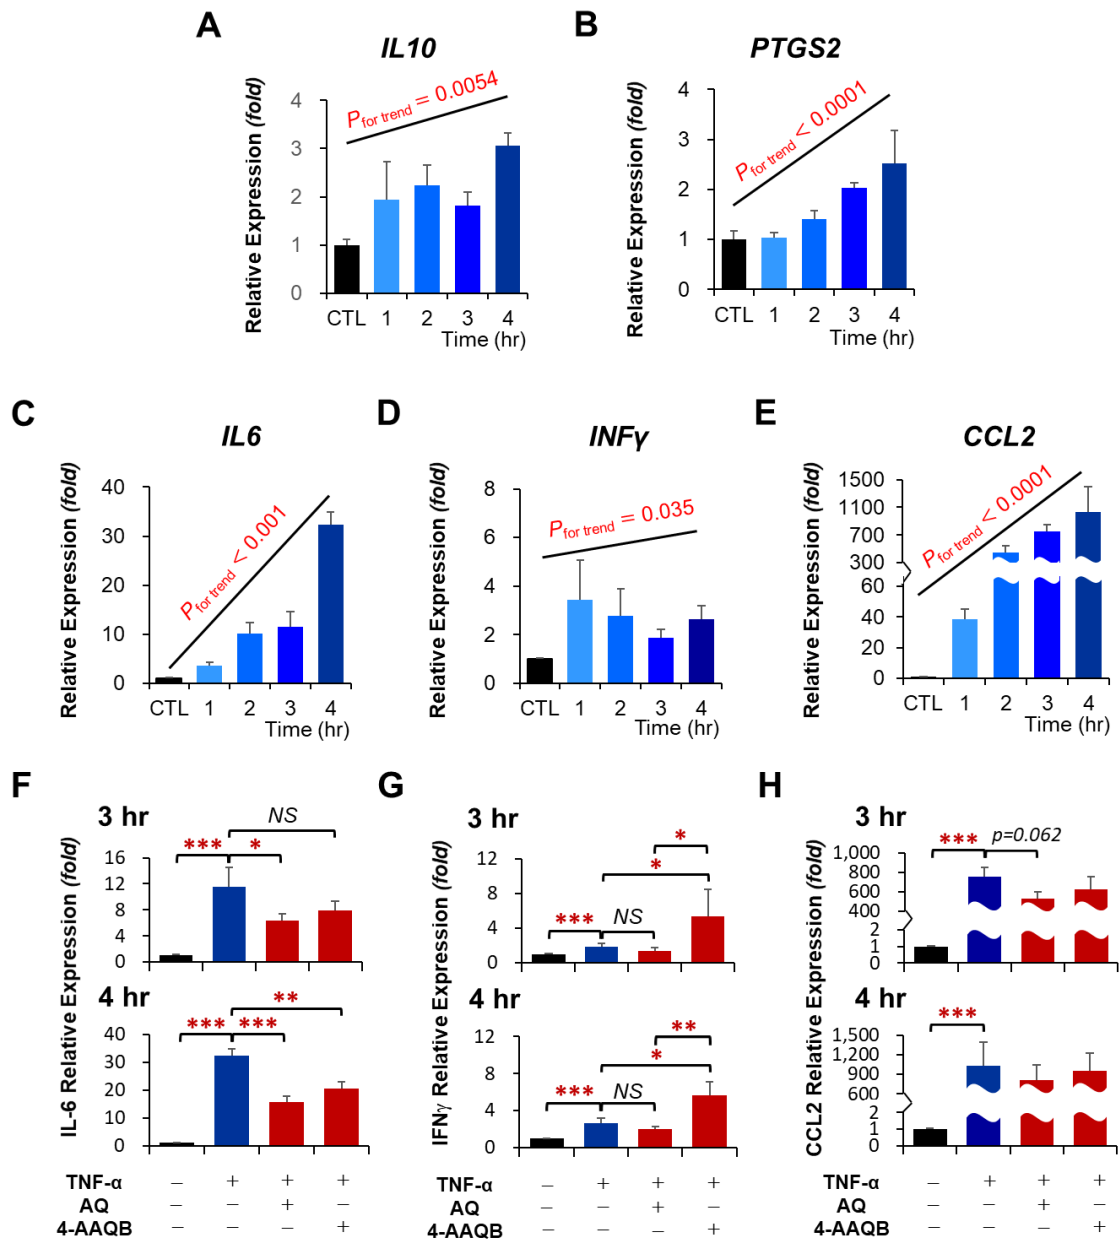 A
IL10
Relative Expression (fold)
P for trend = 0.0054
4
3
2
1
0
CTL 1 2 3 4
Time (hr)
B
PTGS2
Relative Expression (fold)
P for trend < 0.0001
4
3
2
1
0
CTL 1 2 3 4
Time (hr)
C
IL6
Relative Expression (fold)
P for trend < 0.001
40
30
20
10
0
CTL 1 2 3 4
Time (hr)
D
INFγ
Relative Expression (fold)
P for trend = 0.035
8
6
4
2
0
CTL 1 2 3 4
Time (hr)
E
CCL2
Relative Expression (fold)
P for trend < 0.0001
1500
1100
700
300
60
40
20
0
CTL 1 2 3 4
Time (hr)
F
IL-6 Relative Expression (fold)
3 hr
NS
*** *
16
12
8
4
0
4 hr
**
*** ***
40
30
20
10
0
TNF-α − + + +
AQ − − + −
4-AAQB − − − +
G
IFNγ Relative Expression (fold)
3 hr
*
*
*** NS
12
8
4
0
4 hr
**
*
*** NS
12
8
4
0
− + + +
− − + −
− − − +
H
CCL2 Relative Expression (fold)
3 hr
*** p=0.062
1,000
800
600
400
2
1
0
4 hr
***
1,500
1,200
900
600
2
1
0
− + + +
− − + −
− − − +